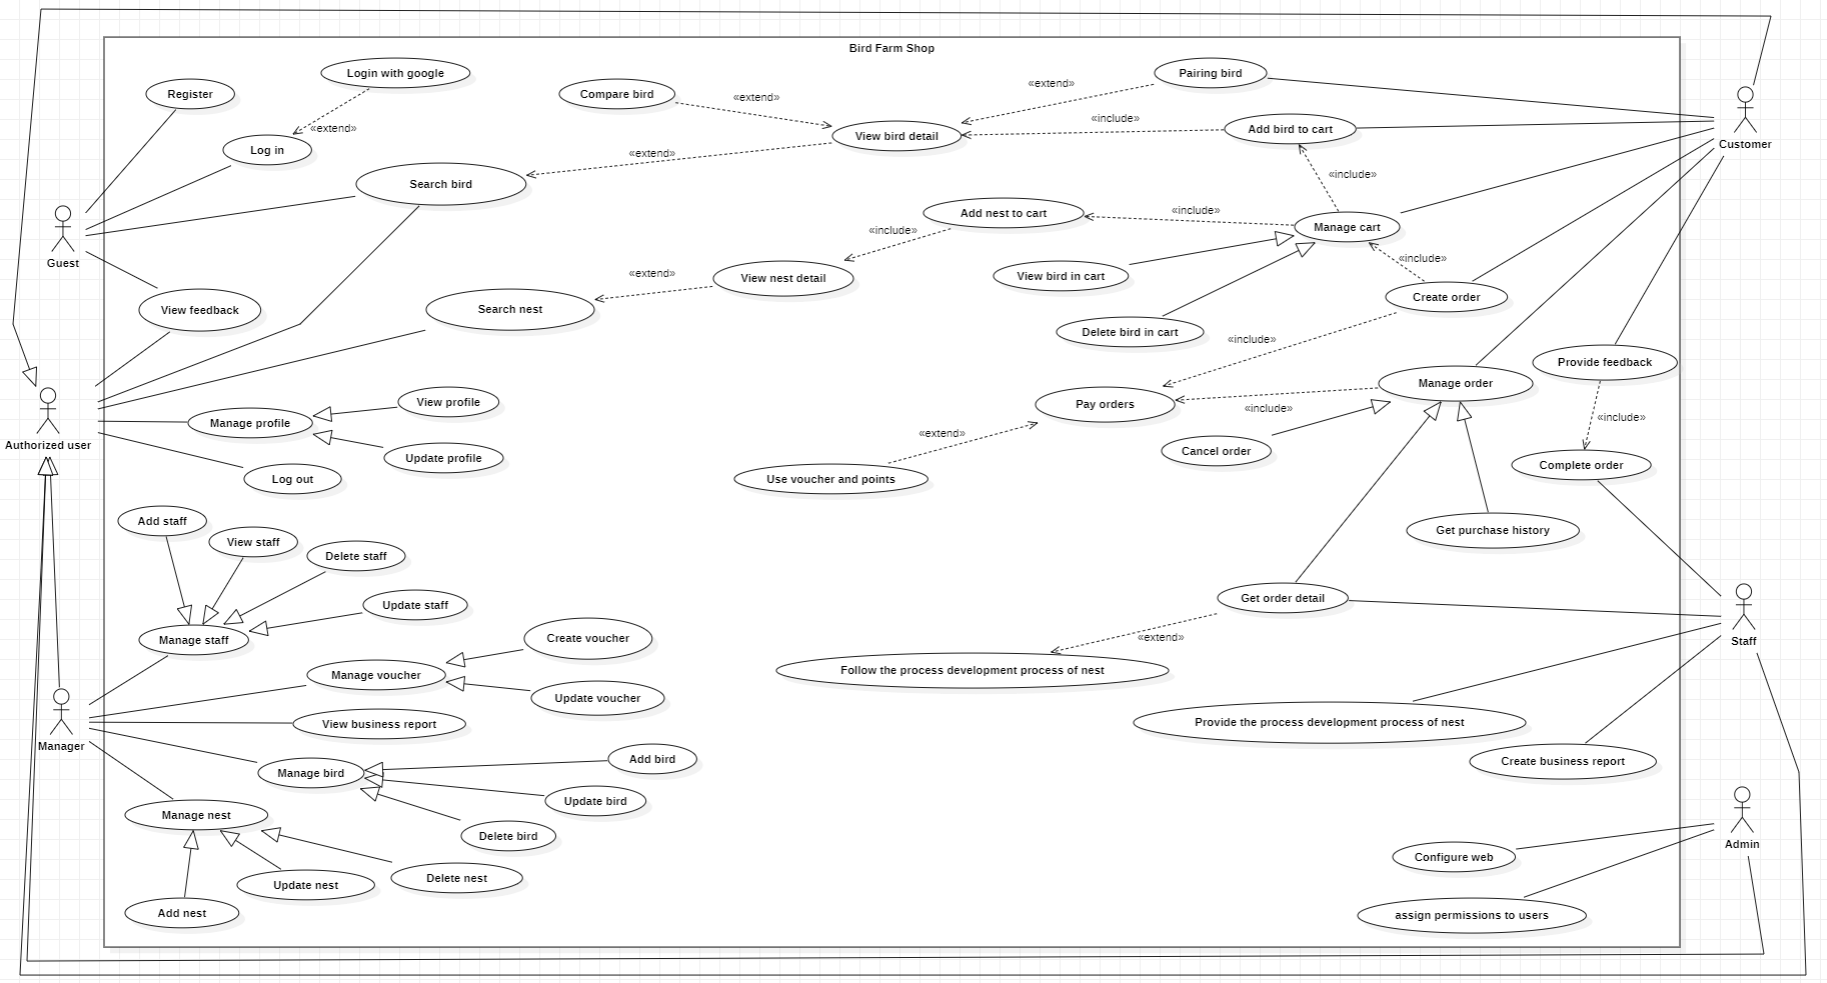 Bird Farm Shop
Login with google
Pairing bird
Register
Compare bird
«extend»
«extend»
«include»
Add bird to cart
«extend»
View bird detail
Customer
Log in
«extend»
Search bird
«include»
Add nest to cart
«include»
Manage cart
«include»
Guest
View nest detail
«extend»
View bird in cart
«include»
Create order
View feedback
Search nest
Delete bird in cart
«include»
Provide feedback
Manage order
View profile
Pay orders
«include»
«include»
Manage profile
Authorized user
«extend»
Cancel order
Update profile
Complete order
Log out
Use voucher and points
Add staff
View staff
Get purchase history
Delete staff
Get order detail
Update staff
Manage staff
Create voucher
«extend»
Staff
Manage voucher
Follow the process development process of nest
Update voucher
View business report
Provide the process development process of nest
Manager
Add bird
Create business report
Manage bird
Update bird
Manage nest
Delete bird
Admin
Configure web
Delete nest
Update nest
Add nest
assign permissions to users